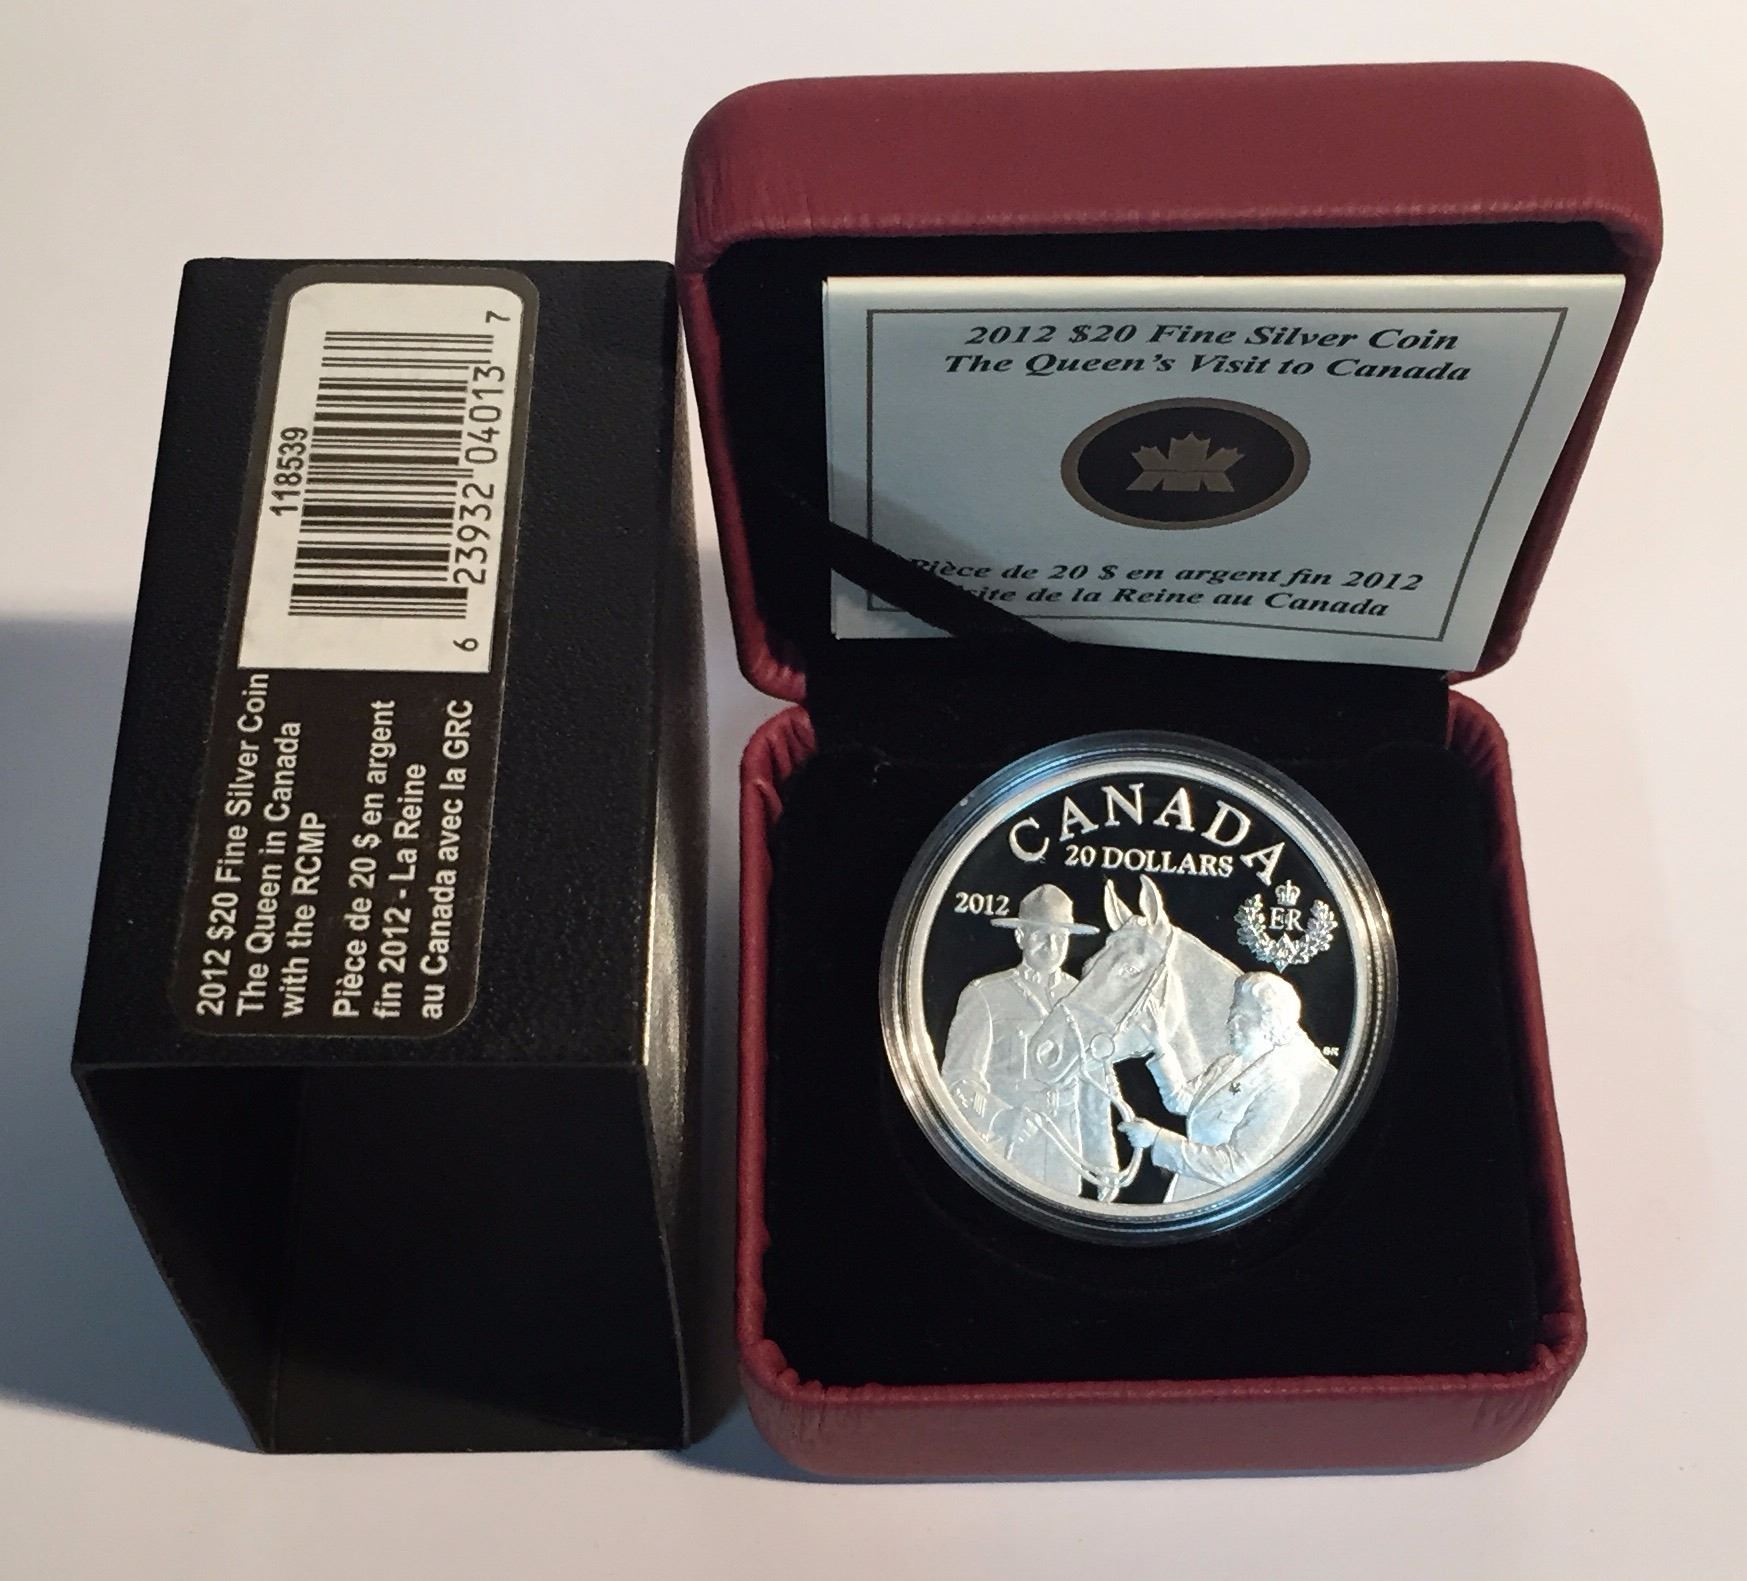 118539
6 23932 04013 7
2012 $20 Fine Silver Coin
The Queen in Canada
with the RCMP
Pièce de 20 $ en argent
fin 2012 - La Reine
au Canada avec la GRC
2012 $20 Fine Silver Coin
The Queen's Visit to Canada
Pièce de 20 $ en argent fin 2012
de la Reine au Canada
CANADA
20 DOLLARS
2012
ER